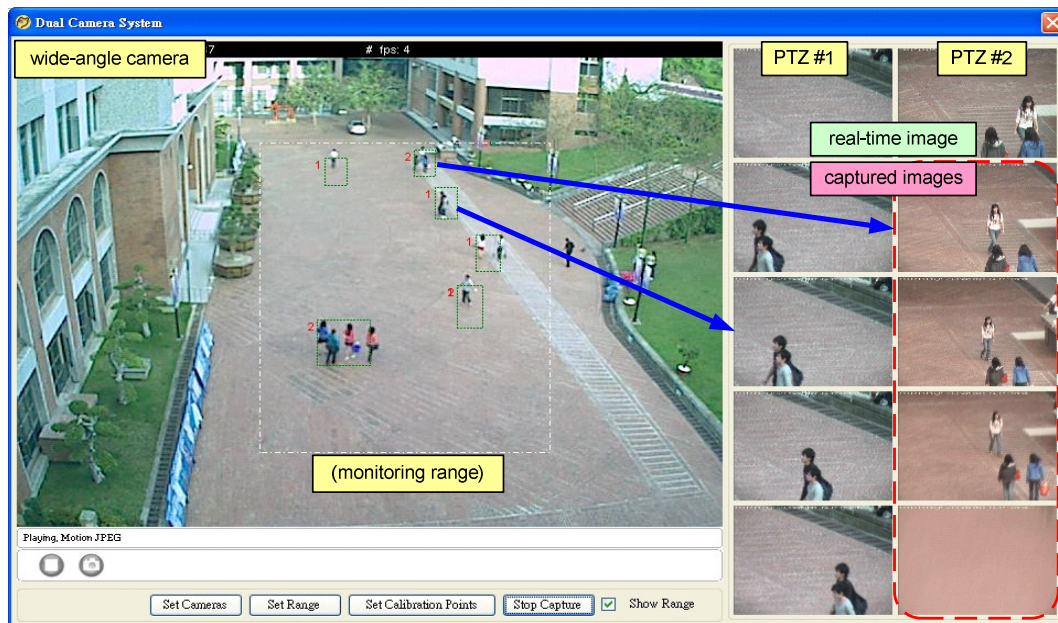 Dual Camera System
wide-angle camera
7
# fps: 4
PTZ #1
PTZ #2
real-time image
captured images
1
2
1
1
2
2
(monitoring range)
Playing, Motion JPEG
Set Cameras
Set Range
Set Calibration Points
Stop Capture
Show Range